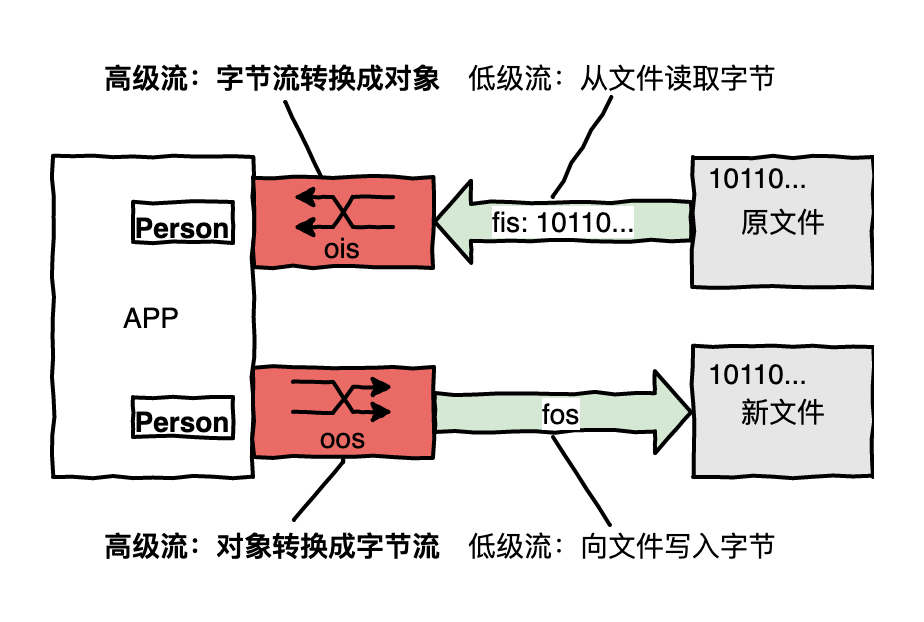 高级流：字节流转换成对象
低级流：从文件读取字节
Person
ois
fis: 10110...
10110...
原文件
APP
Person
oos
fos
10110...
新文件
高级流：对象转换成字节流
低级流：向文件写入字节